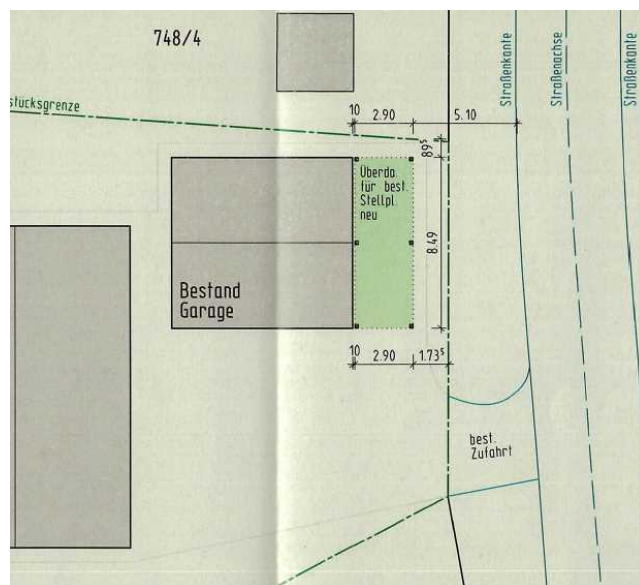 748/4
stücksgrenze
10 2.90 5.10
Straßenkante
Straßenachse
Straßenkante
89⁵
Überda.
für best.
Stellpl.
neu
8.49
Bestand
Garage
10 2.90 1.73⁵
best.
Zufahrt